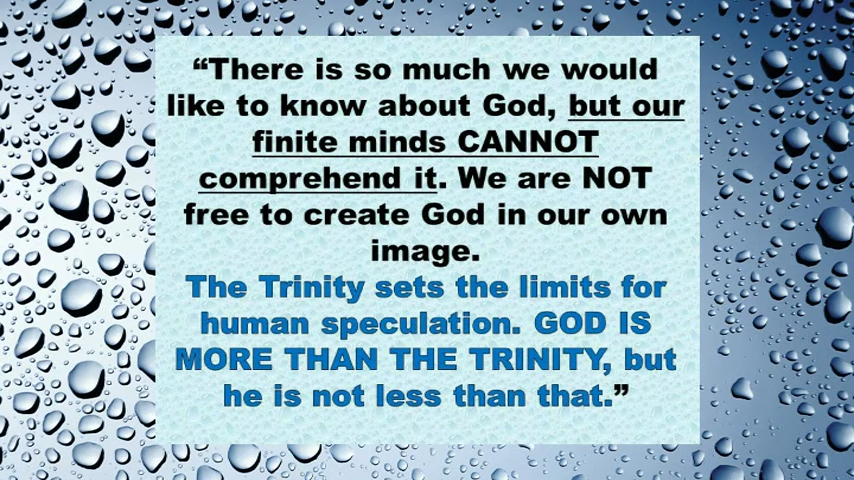 “There is so much we would
like to know about God, but our
finite minds CANNOT
comprehend it. We are NOT
free to create God in our own
image.
The Trinity sets the limits for
human speculation. GOD IS
MORE THAN THE TRINITY, but
he is not less than that.”